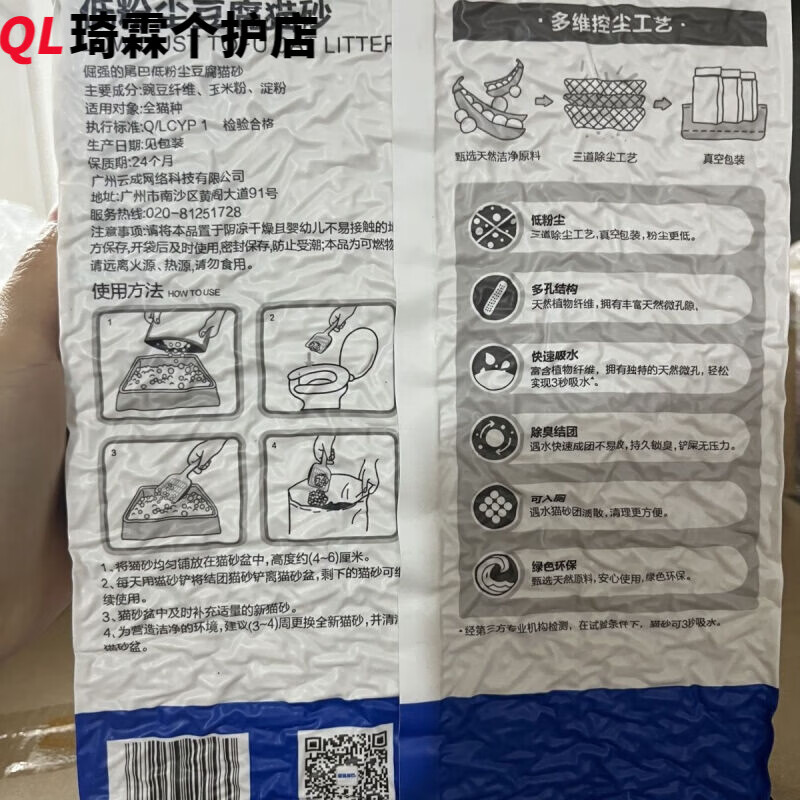 低粉尘豆腐猫砂
QL琦霖个护店
LITTER
倔强的尾巴低粉尘豆腐猫砂
主要成分:豌豆纤维、玉米粉、淀粉
适用对象:全猫种
执行标准:Q/LCYP 1 检验合格
生产日期:见包装
保质期:24个月
广州云成网络科技有限公司
地址:广州市南沙区黄阁大道91号
服务热线:020-81251728
注意事项:请将本品置于阴凉干燥且婴幼儿不易接触的地
方保存,开袋后及时使用,密封保存,防止受潮;本品为可燃物
请远离火源、热源,请勿食用。
使用方法 HOW TO USE
1
2
3
4
1、将猫砂均匀铺放在猫砂盆中,高度约(4~6)厘米。
2、每天用猫砂铲将结团猫砂铲离猫砂盆,剩下的猫砂可继
续使用。
3、猫砂盆中及时补充适量的新猫砂。
4、为营造洁净的环境,建议(3~4)周更换全新猫砂,并清洁
猫砂盆。
·多维控尘工艺·
甄选天然洁净原料
三道除尘工艺
真空包装
低粉尘
三道除尘工艺,真空包装,粉尘更低。
多孔结构
天然植物纤维,拥有丰富天然微孔隙。
快速吸水
富含植物纤维,拥有独特的天然微孔,轻松
实现3秒吸水*。
除臭结团
遇水快速成团不易散,持久锁臭,铲屎无压力。
可入厕
遇水猫砂团溃散,清理更方便。
绿色环保
甄选天然原料,安心使用,绿色环保。
*经第三方专业机构检测,在试验条件下,猫砂可3秒吸水。